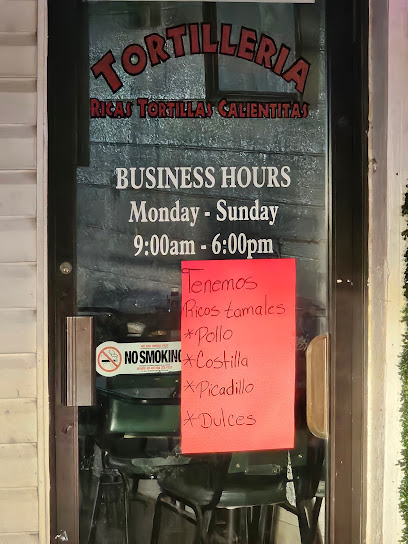 TORTILLERIA
RICAS TORTILLAS CALIENTITAS
BUSINESS HOURS
Monday - Sunday
9:00am - 6:00pm
Tenemos
Ricos tamales
*Pollo
NO SMOKING
*Costilla
*Picadillo
*Dulces